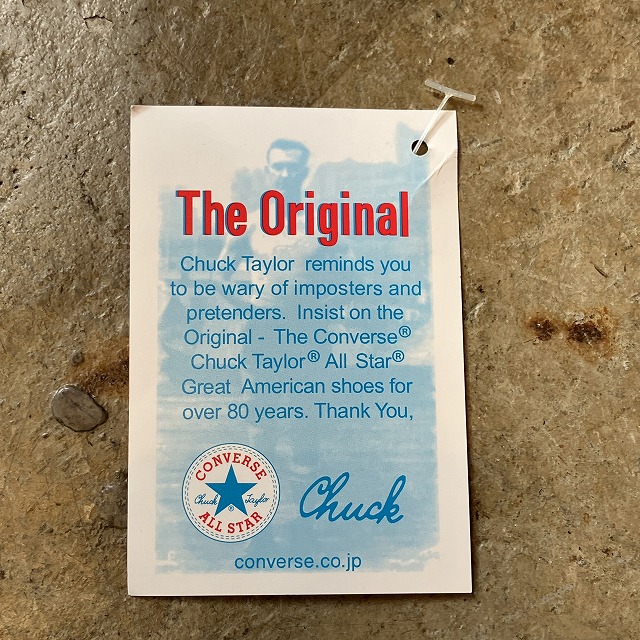 The Original
Chuck Taylor reminds you
to be wary of imposters and
pretenders. Insist on the
Original - The Converse®
Chuck Taylor® All Star®
Great American shoes for
over 80 years. Thank You,
CONVERSE
Chuck Taylor
®
ALL STAR
Chuck
converse.co.jp